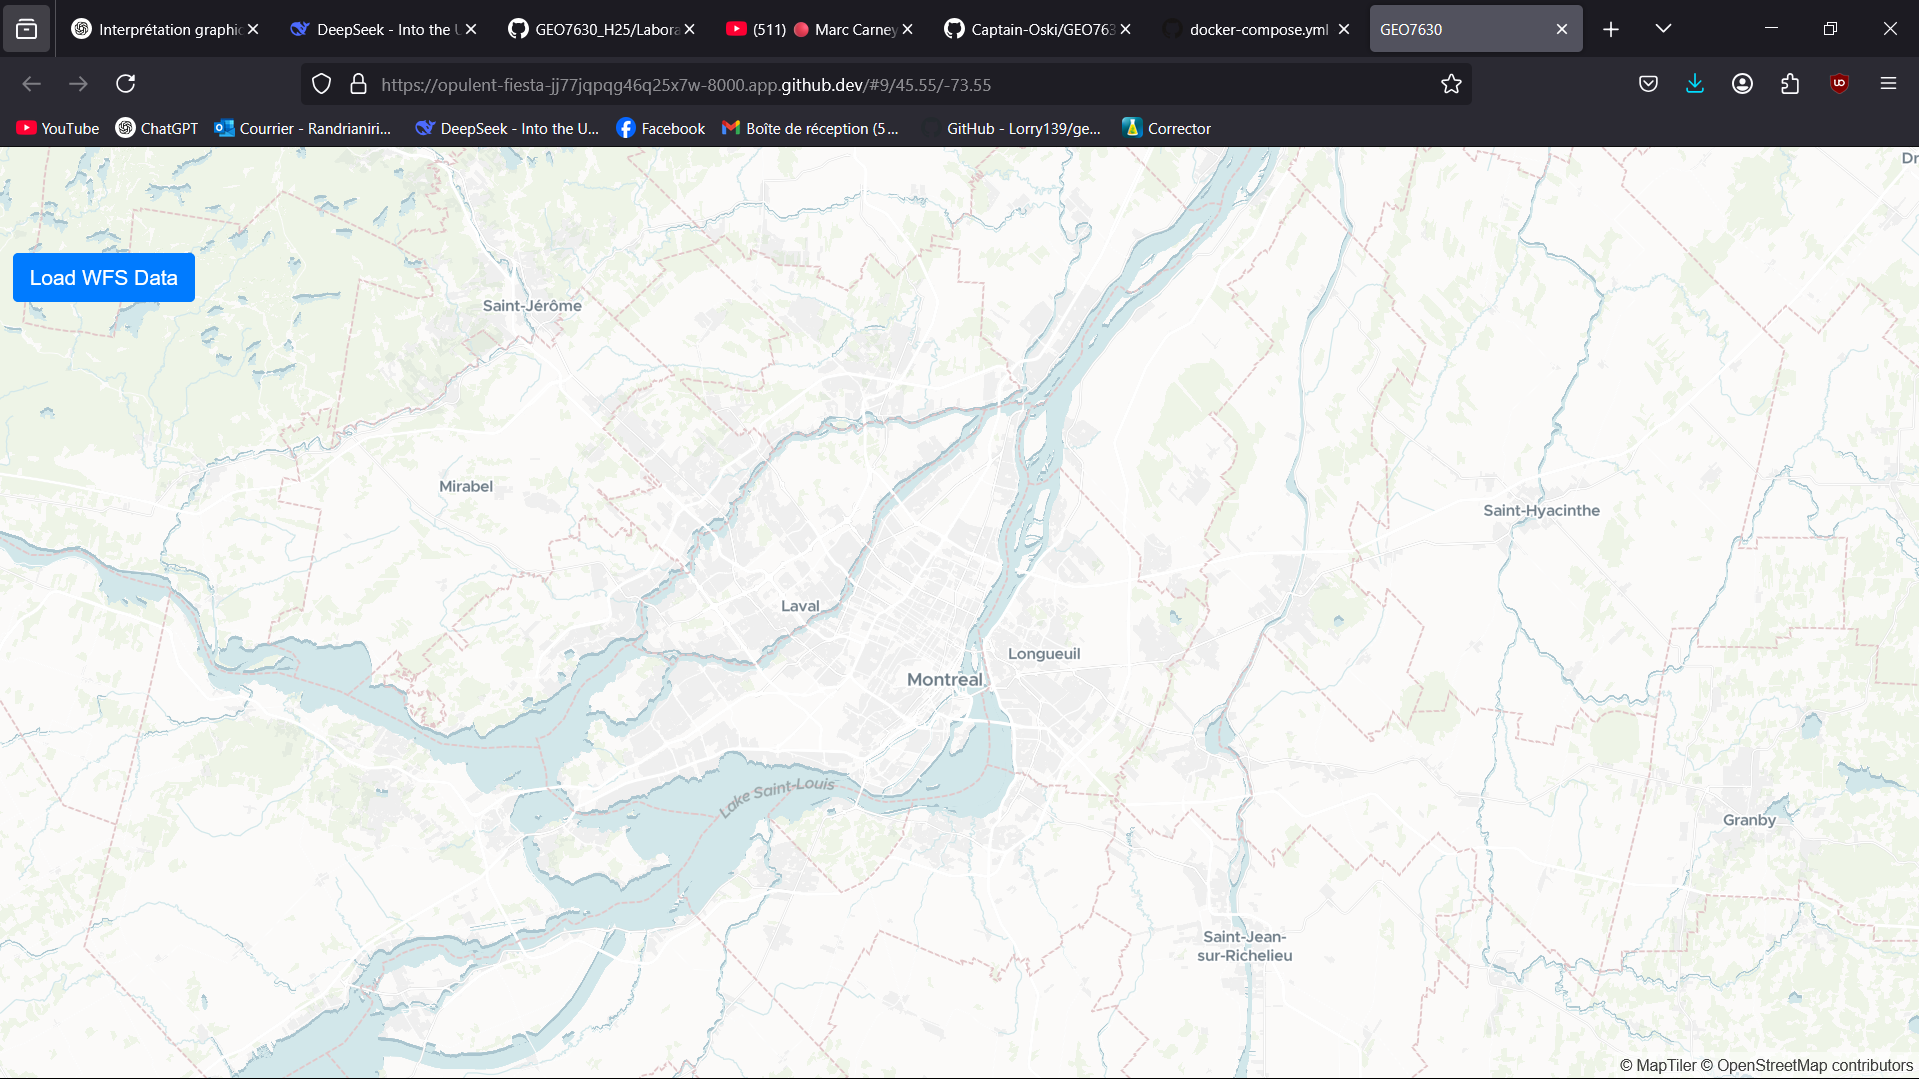 Interprétation graphic
DeepSeek - Into the U
GEO7630_H25/Labora
(511) 🔴 Marc Carney
Captain-Oski/GEO763
docker-compose.yml
GEO7630
https://opulent-fiesta-jj77jqpqg46q25x7w-8000.app.github.dev/#9/45.55/-73.55
YouTube
ChatGPT
Courrier - Randrianiri...
DeepSeek - Into the U...
Facebook
Boîte de réception (5...
GitHub - Lorry139/ge...
Corrector
Dr
Load WFS Data
Saint-Jérôme
Mirabel
Saint-Hyacinthe
Laval
Longueuil
Montreal
Lake Saint-Louis
Granby
Saint-Jean-
sur-Richelieu
© MapTiler © OpenStreetMap contributors